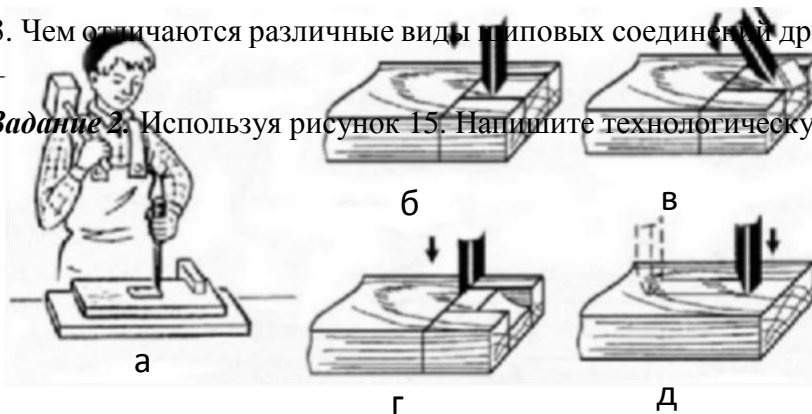 3. Чем отличаются различные виды шиповых соединений др
Задание 2. Используя рисунок 15. Напишите технологическу
б
в
а
г
д